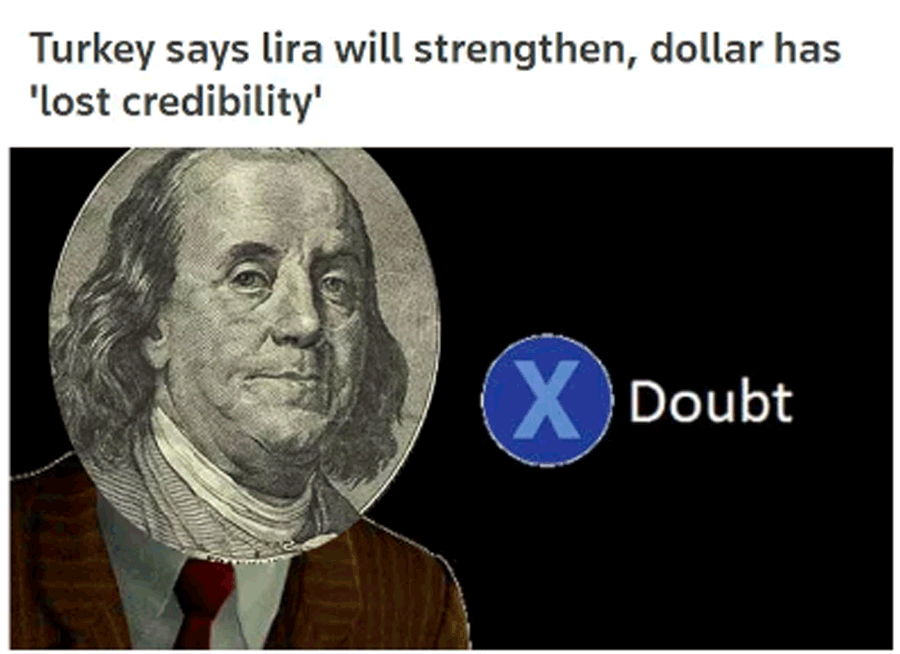 Turkey says lira will strengthen, dollar has
'lost credibility'
X Doubt